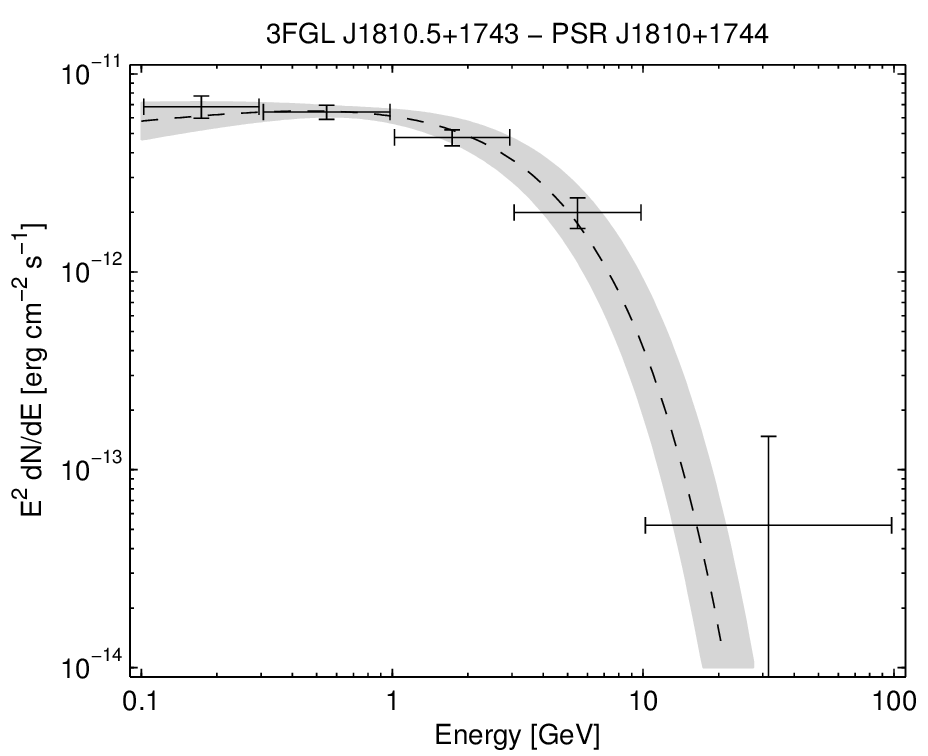 3FGL J1810.5+1743 − PSR J1810+1744
10⁻¹¹
10⁻¹²
10⁻¹³
10⁻¹⁴
E² dN/dE [erg cm⁻² s⁻¹]
0.1 1 10 100
Energy [GeV]